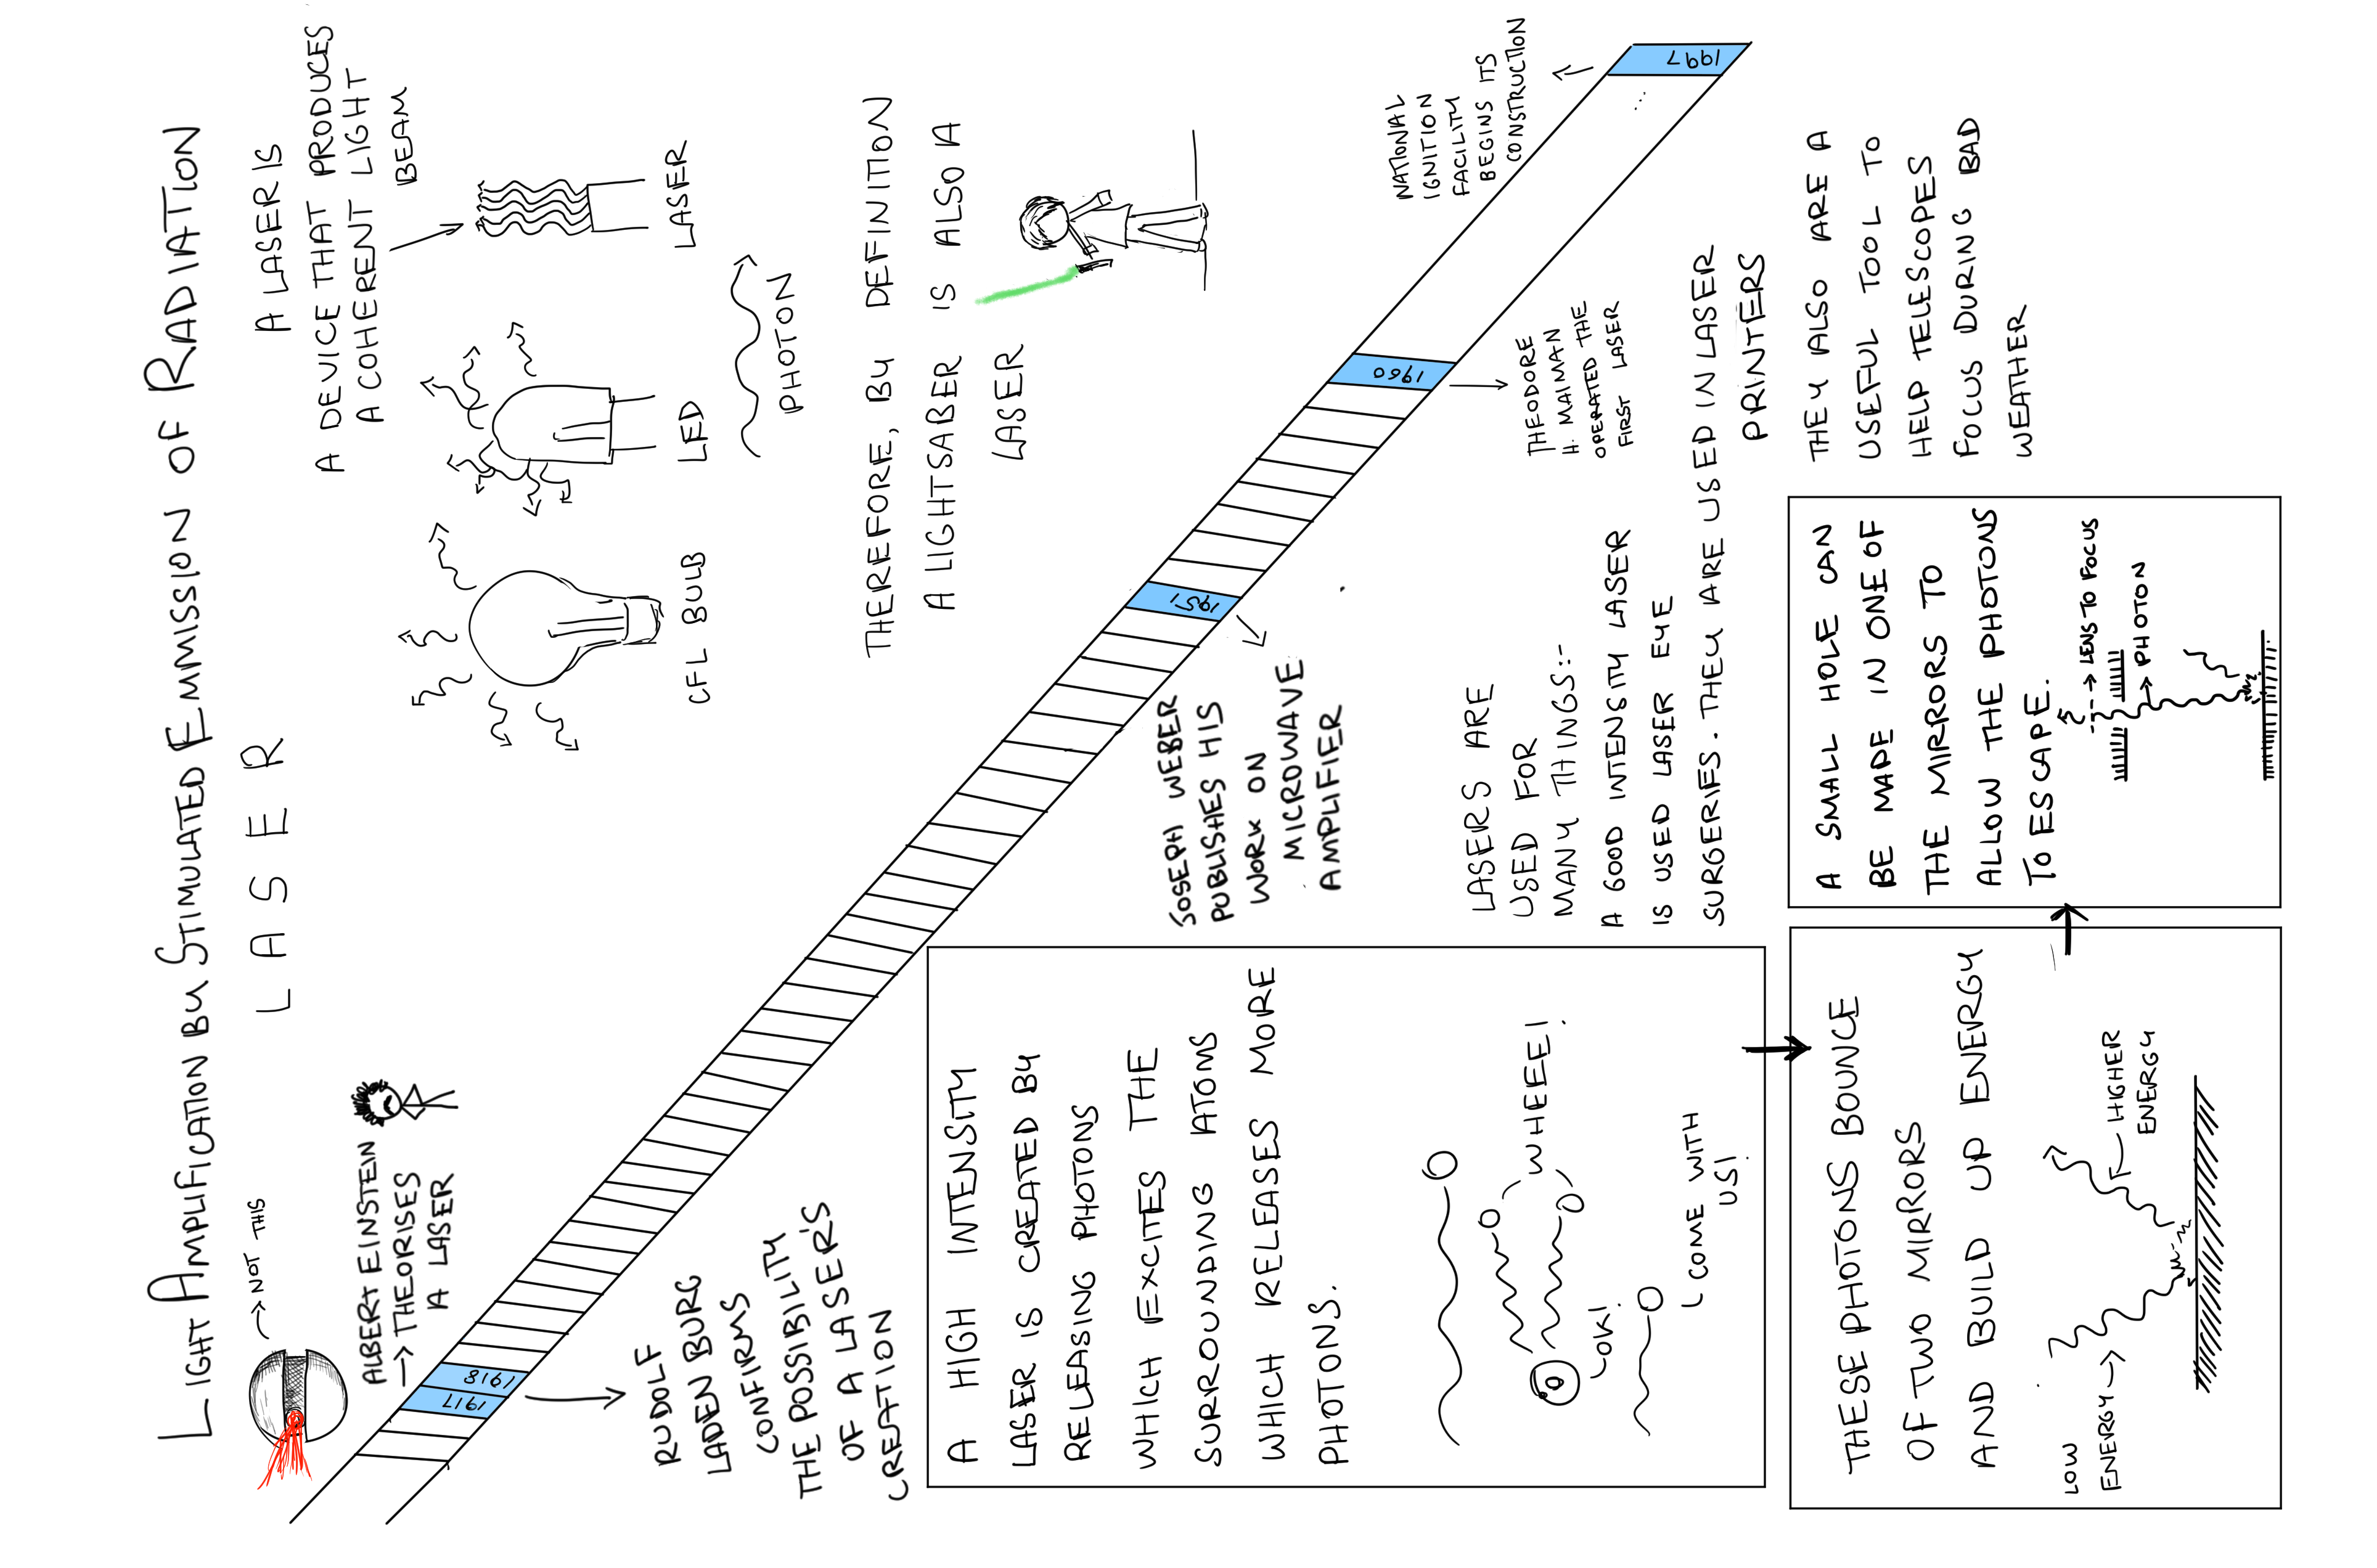 LIGHT AMPLIFICATION BY STIMULATED EMMISSION OF RADIATION
L A S E R
→ NOT THIS
A LASER IS
A DEVICE THAT PRODUCES
A COHERENT LIGHT
BEAM
CFL BULB
LED
LASER
PHOTON
THEREFORE, BY DEFINITION
A LIGHTSABER IS ALSO A
LASER
ALBERT EINSTEIN
→ THEORISES
A LASER
1917
1918
RUDOLF
LADEN BURG
CONFIRMS
THE POSSIBILITY
OF A LASER'S
CREATION
1951
JOSEPH WEBER
PUBLISHES HIS
WORK ON
MICROWAVE
AMPLIFIER
1960
THEODORE
H. MAIMAN
OPERATED THE
FIRST LASER
1997
...
NATIONAL
IGNITION
FACILITY
BEGINS ITS
CONSTRUCTION
A HIGH INTENSITY
LASER IS CREATED BY
RELEASING PHOTONS
WHICH EXCITES THE
SURROUNDING ATOMS
WHICH RELEASES MORE
PHOTONS.
WHEEE!
OK!
COME WITH
US!
LASERS ARE
USED FOR
MANY THINGS:-
A GOOD INTENSITY LASER
IS USED LASER EYE
SURGERIES. THEY ARE USED IN LASER
PRINTERS
THEY ALSO ARE A
USEFUL TOOL TO
HELP TELESCOPES
FOCUS DURING BAD
WEATHER
THESE PHOTONS BOUNCE
OF TWO MIRRORS
AND BUILD UP ENERGY
LOW
ENERGY
HIGHER
ENERGY
A SMALL HOLE CAN
BE MADE IN ONE OF
THE MIRRORS TO
ALLOW THE PHOTONS
TO ESCAPE.
→ LENS TO FOCUS
→ PHOTON